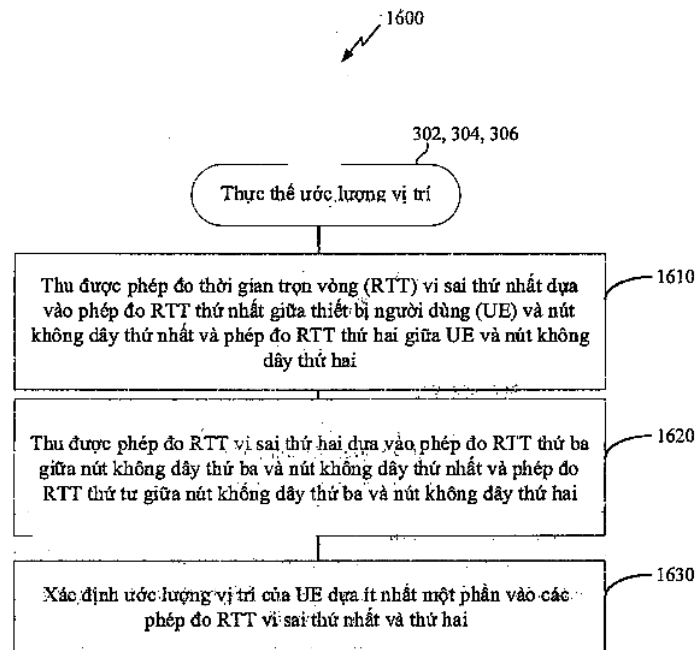 1600
302, 304, 306
Thực thể ước lượng vị trí
Thu được phép đo thời gian trọn vòng (RTT) vi sai thứ nhất dựa
vào phép đo RTT thứ nhất giữa thiết bị người dùng (UE) và nút
không dây thứ nhất và phép đo RTT thứ hai giữa UE và nút không
dây thứ hai
1610
Thu được phép đo RTT vi sai thứ hai dựa vào phép đo RTT thứ ba
giữa nút không dây thứ ba và nút không dây thứ nhất và phép đo
RTT thứ tư giữa nút không dây thứ ba và nút không dây thứ hai
1620
Xác định ước lượng vị trí của UE dựa ít nhất một phần vào các
phép đo RTT vi sai thứ nhất và thứ hai
1630